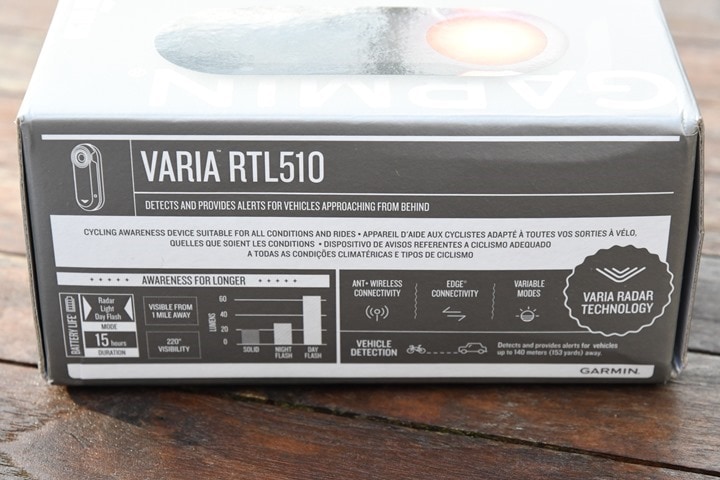 GARMIN
VARIA™ RTL510
DETECTS AND PROVIDES ALERTS FOR VEHICLES APPROACHING FROM BEHIND
CYCLING AWARENESS DEVICE SUITABLE FOR ALL CONDITIONS AND RIDES • APPAREIL D'AIDE AUX CYCLISTES ADAPTÉ À TOUTES VOS SORTIES À VÉLO,
QUELLES QUE SOIENT LES CONDITIONS • DISPOSITIVO DE AVISOS REFERENTES A CICLISMO ADEQUADO
A TODAS AS CONDIÇÕES CLIMATÉRICAS E TIPOS DE CICLISMO
AWARENESS FOR LONGER
BATTERY LIFE
Radar
Light
Day Flash
MODE
15 hours
DURATION
VISIBLE FROM
1 MILE AWAY
220°
VISIBILITY
LUMENS
60
40
20
0
SOLID
NIGHT
FLASH
DAY
FLASH
ANT+ WIRELESS
CONNECTIVITY
EDGE®
CONNECTIVITY
VARIABLE
MODES
VARIA RADAR
TECHNOLOGY
VEHICLE
DETECTION
Detects and provides alerts for vehicles
up to 140 meters (153 yards) away.
GARMIN.